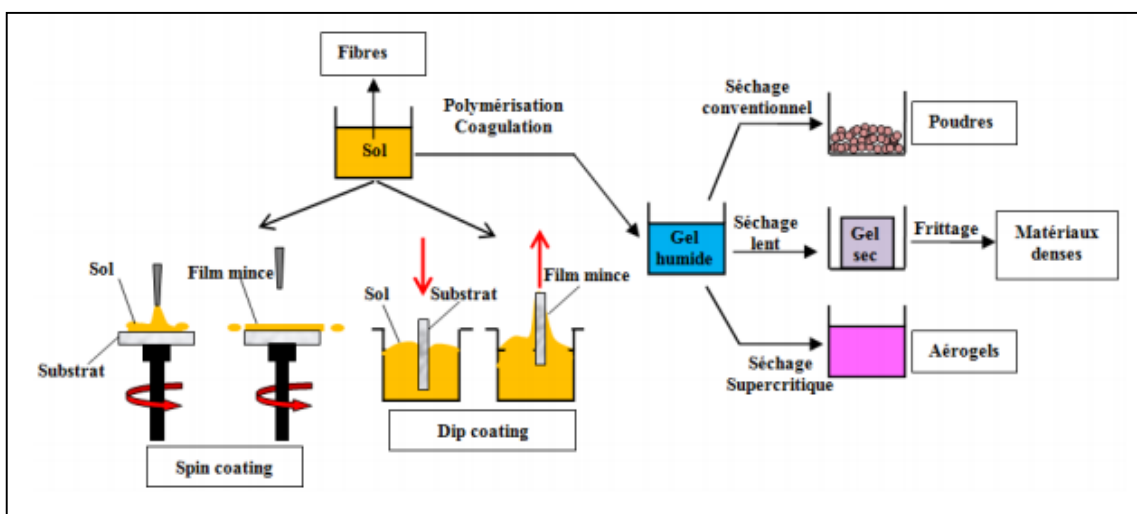 Fibres
Sol
Polymérisation
Coagulation
Séchage
conventionnel
Poudres
Gel
humide
Séchage
lent
Gel
sec
Frittage
Matériaux
denses
Séchage
Supercritique
Aérogels
Sol
Substrat
Film mince
Spin coating
Sol
Substrat
Film mince
Dip coating